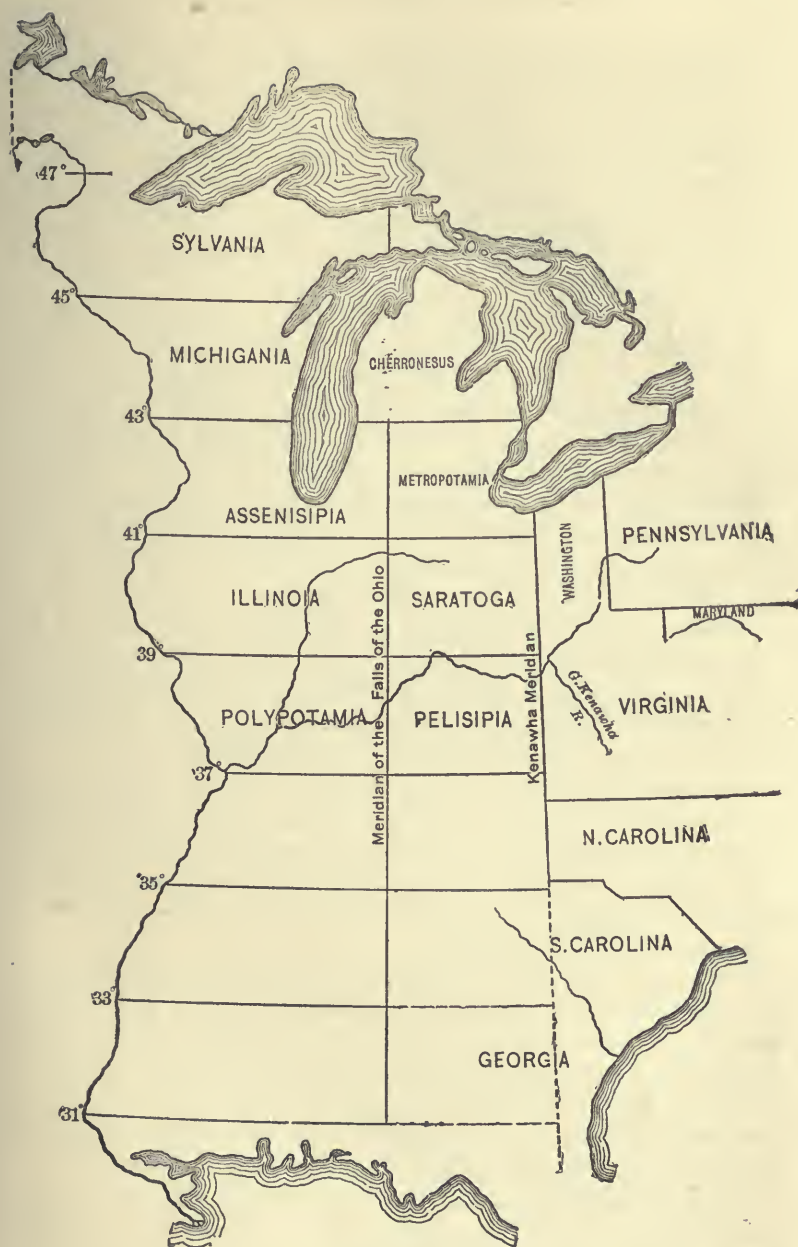 47°
SYLVANIA
45°
MICHIGANIA
CHERRONESUS
43°
METROPOTAMIA
ASSENISIPIA
WASHINGTON
PENNSYLVANIA
41°
ILLINOIA
SARATOGA
MARYLAND
39°
Meridian of the Falls of the Ohio
Kenawha Meridian
G. Kenawha
R.
VIRGINIA
POLYPOTAMIA
PELISIPIA
37°
N. CAROLINA
35°
S. CAROLINA
33°
GEORGIA
31°